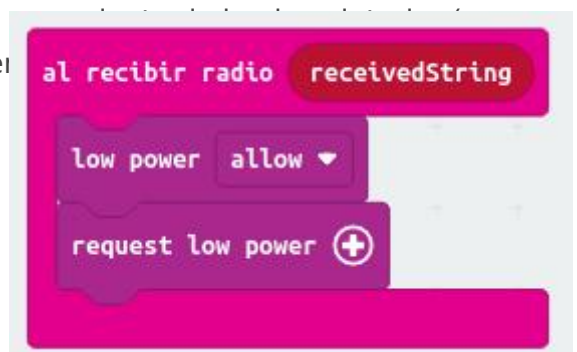 al recibir radio receivedString
low power allow
request low power